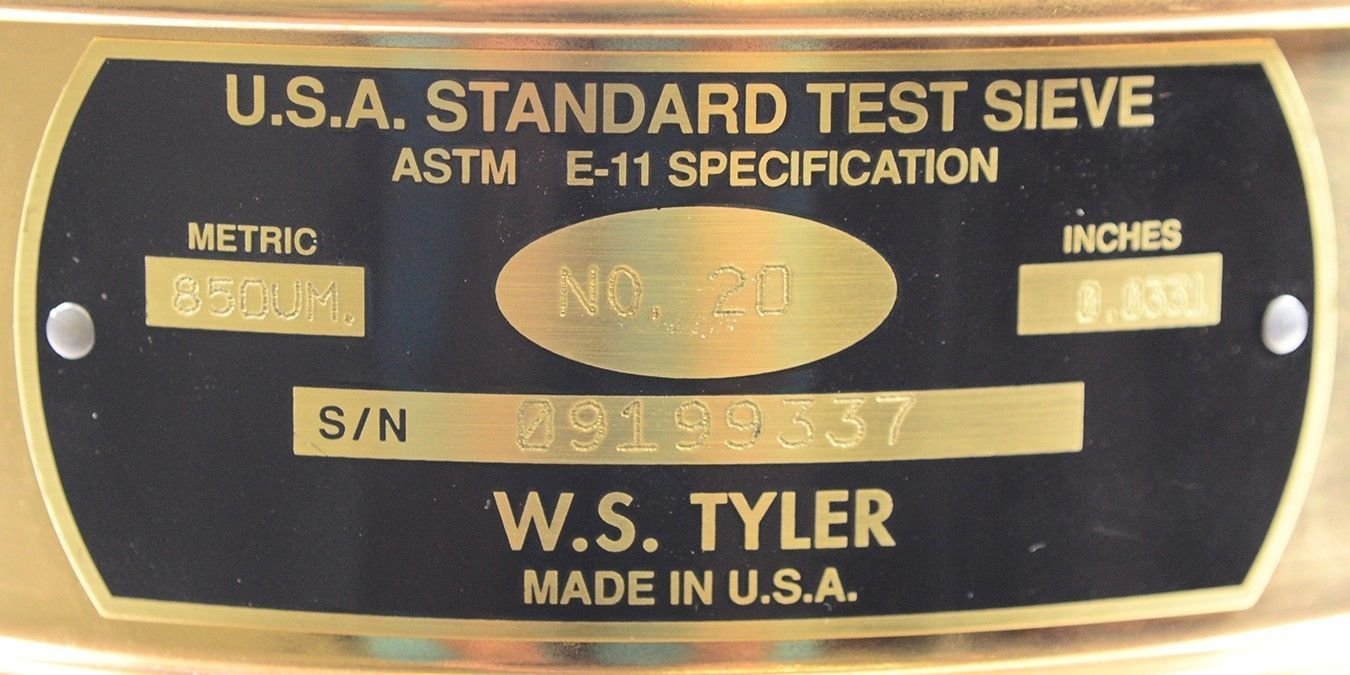 U.S.A. STANDARD TEST SIEVE
ASTM E-11 SPECIFICATION
METRIC INCHES
850UM. NO. 20 0.0331
S/N 09199337
W.S. TYLER
MADE IN U.S.A.